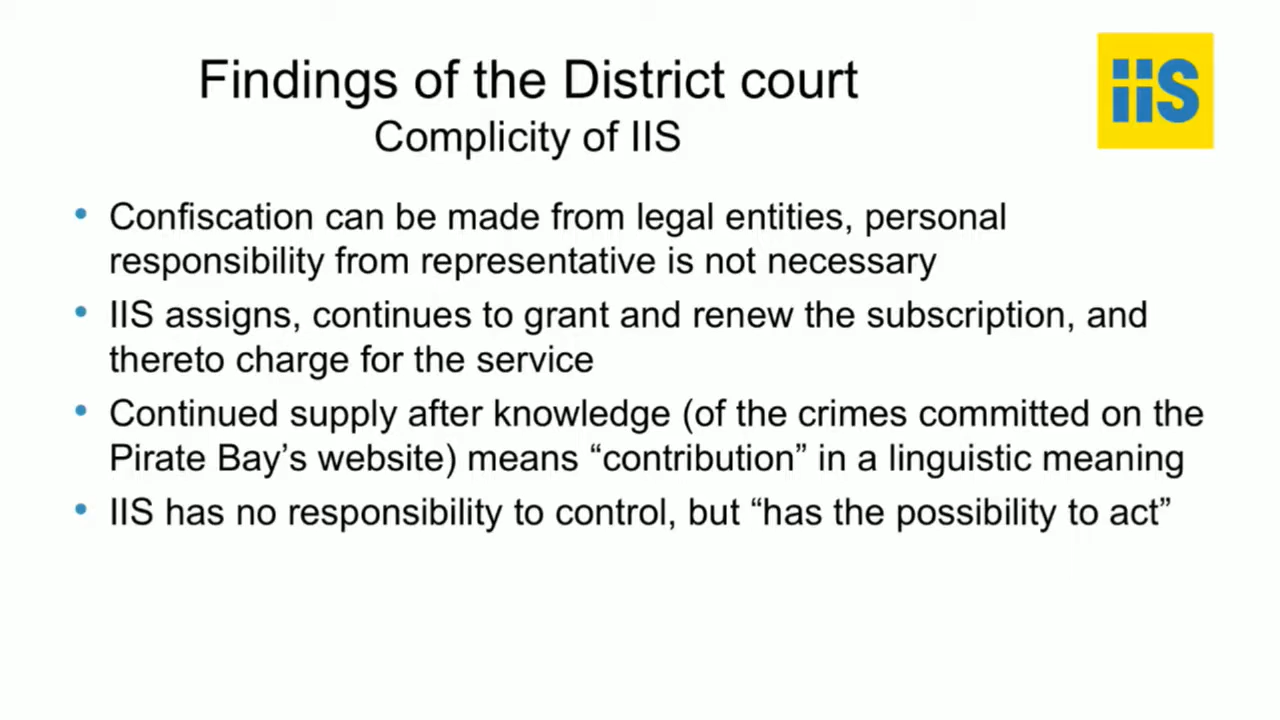 Findings of the District court
iis
Complicity of IIS
• Confiscation can be made from legal entities, personal
responsibility from representative is not necessary
• IIS assigns, continues to grant and renew the subscription, and
thereto charge for the service
• Continued supply after knowledge (of the crimes committed on the
Pirate Bay’s website) means “contribution” in a linguistic meaning
• IIS has no responsibility to control, but “has the possibility to act”